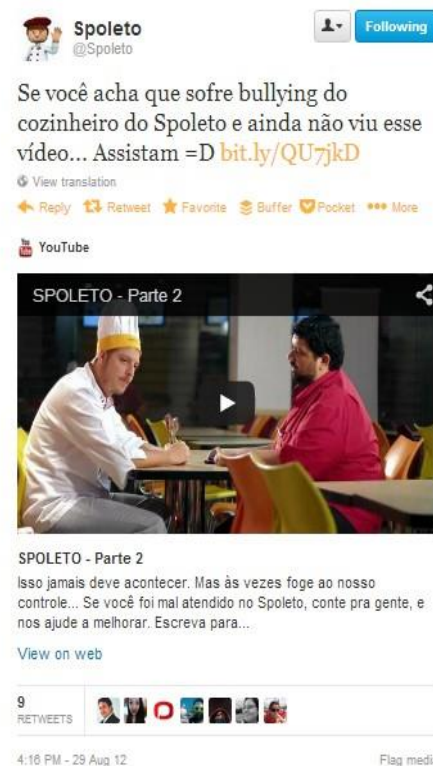 Spoleto
@Spoleto
Following
Se você acha que sofre bullying do
cozinheiro do Spoleto e ainda não viu esse
vídeo... Assistam =D bit.ly/QU7jkD
View translation
Reply Retweet Favorite Buffer Pocket More
You Tube YouTube
SPOLETO - Parte 2
SPOLETO - Parte 2
Isso jamais deve acontecer. Mas às vezes foge ao nosso
controle... Se você foi mal atendido no Spoleto, conte pra gente, e
nos ajude a melhorar. Escreva para...
View on web
9
RETWEETS
4:16 PM - 29 Aug 12 Flag media